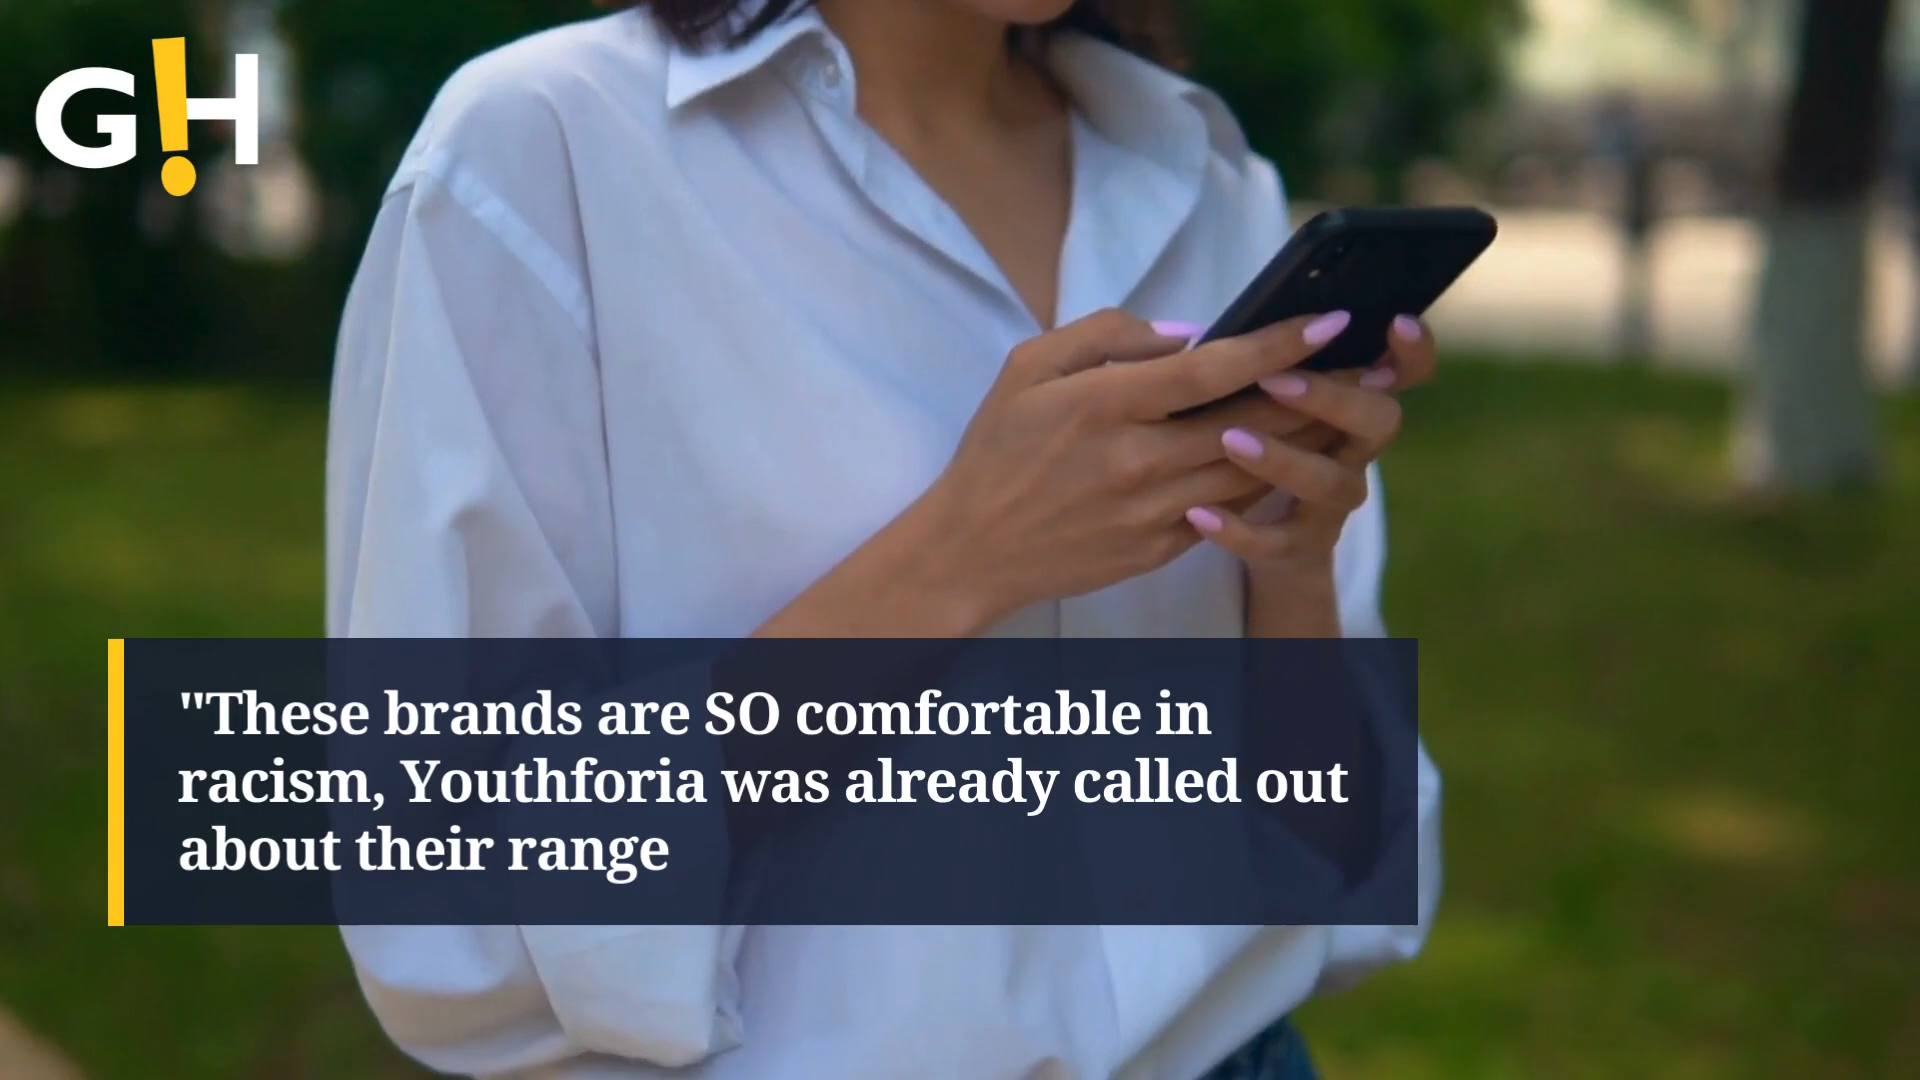 G!H
"These brands are SO comfortable in
racism, Youthforia was already called out
about their range